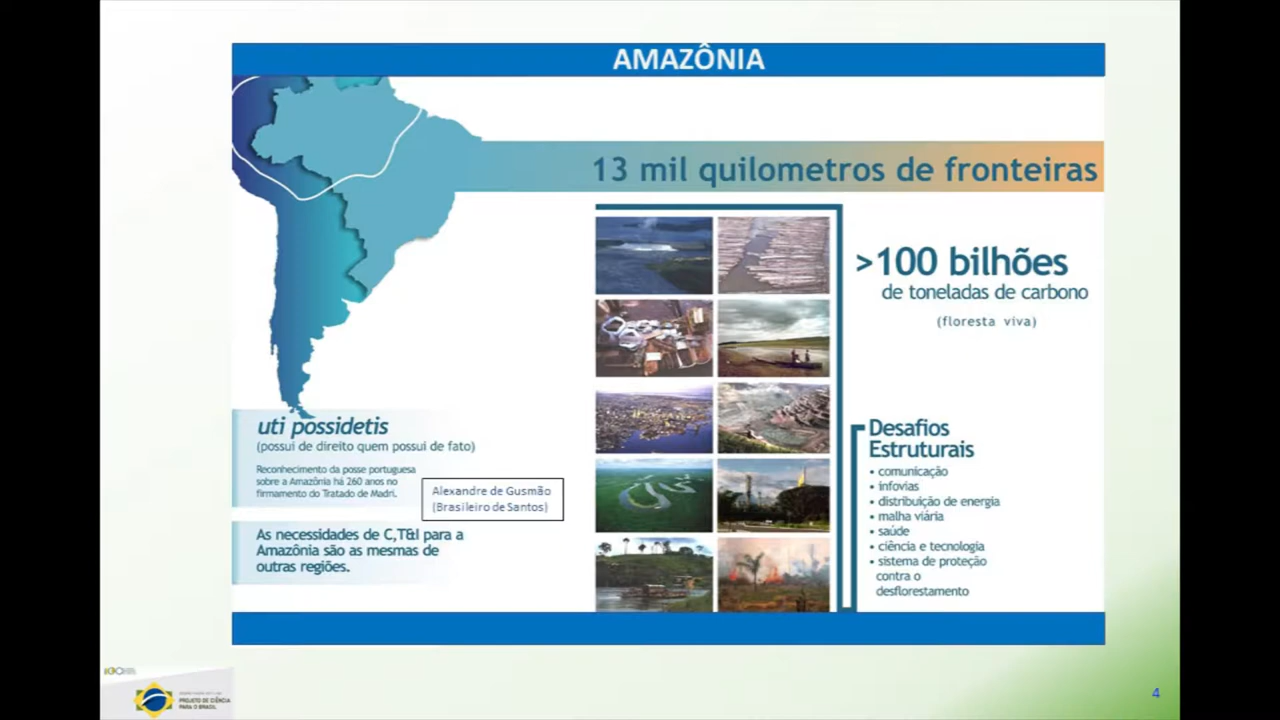 AMAZÔNIA
13 mil quilometros de fronteiras
>100 bilhões
de toneladas de carbono
(floresta viva)
uti possidetis
(possui de direito quem possui de fato)
Reconhecimento da posse portuguesa
sobre a Amazônia há 260 anos no
firmamento do Tratado de Madri.
Alexandre de Gusmão
(Brasileiro de Santos)
As necessidades de C,T&I para a
Amazônia são as mesmas de
outras regiões.
Desafios
Estruturais
• comunicação
• infovias
• distribuição de energia
• malha viária
• saúde
• ciência e tecnologia
• sistema de proteção
contra o
desflorestamento
PROJETO DE CIÊNCIA
PARA O BRASIL
4